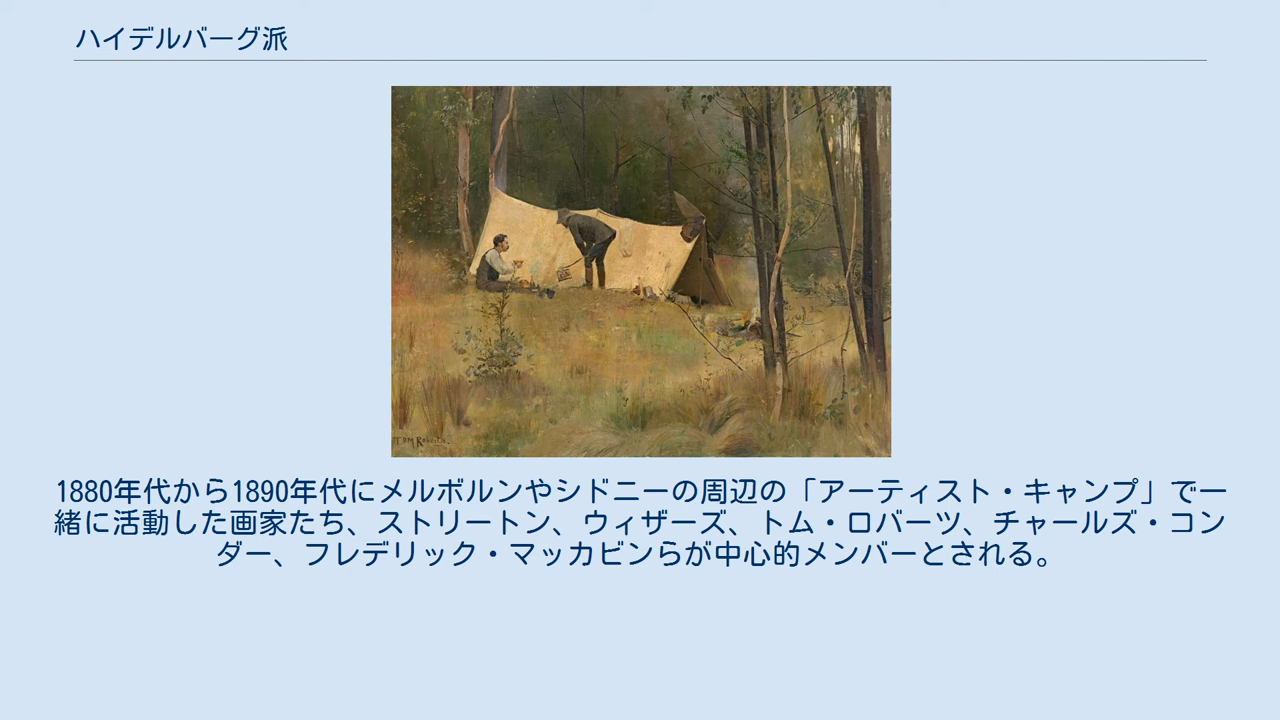 ハイデルバーグ派
TOM ROBERTS.
1880年代から1890年代にメルボルンやシドニーの周辺の「アーティスト・キャンプ」で一
緒に活動した画家たち、ストリートン、ウィザーズ、トム・ロバーツ、チャールズ・コン
ダー、フレデリック・マッカビンらが中心的メンバーとされる。